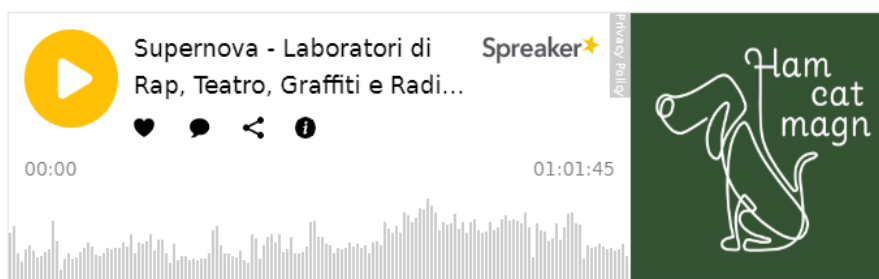 Supernova - Laboratori di
Rap, Teatro, Graffiti e Radi...
Spreaker
Privacy Policy
00:00
01:01:45
Ham
cat
magn